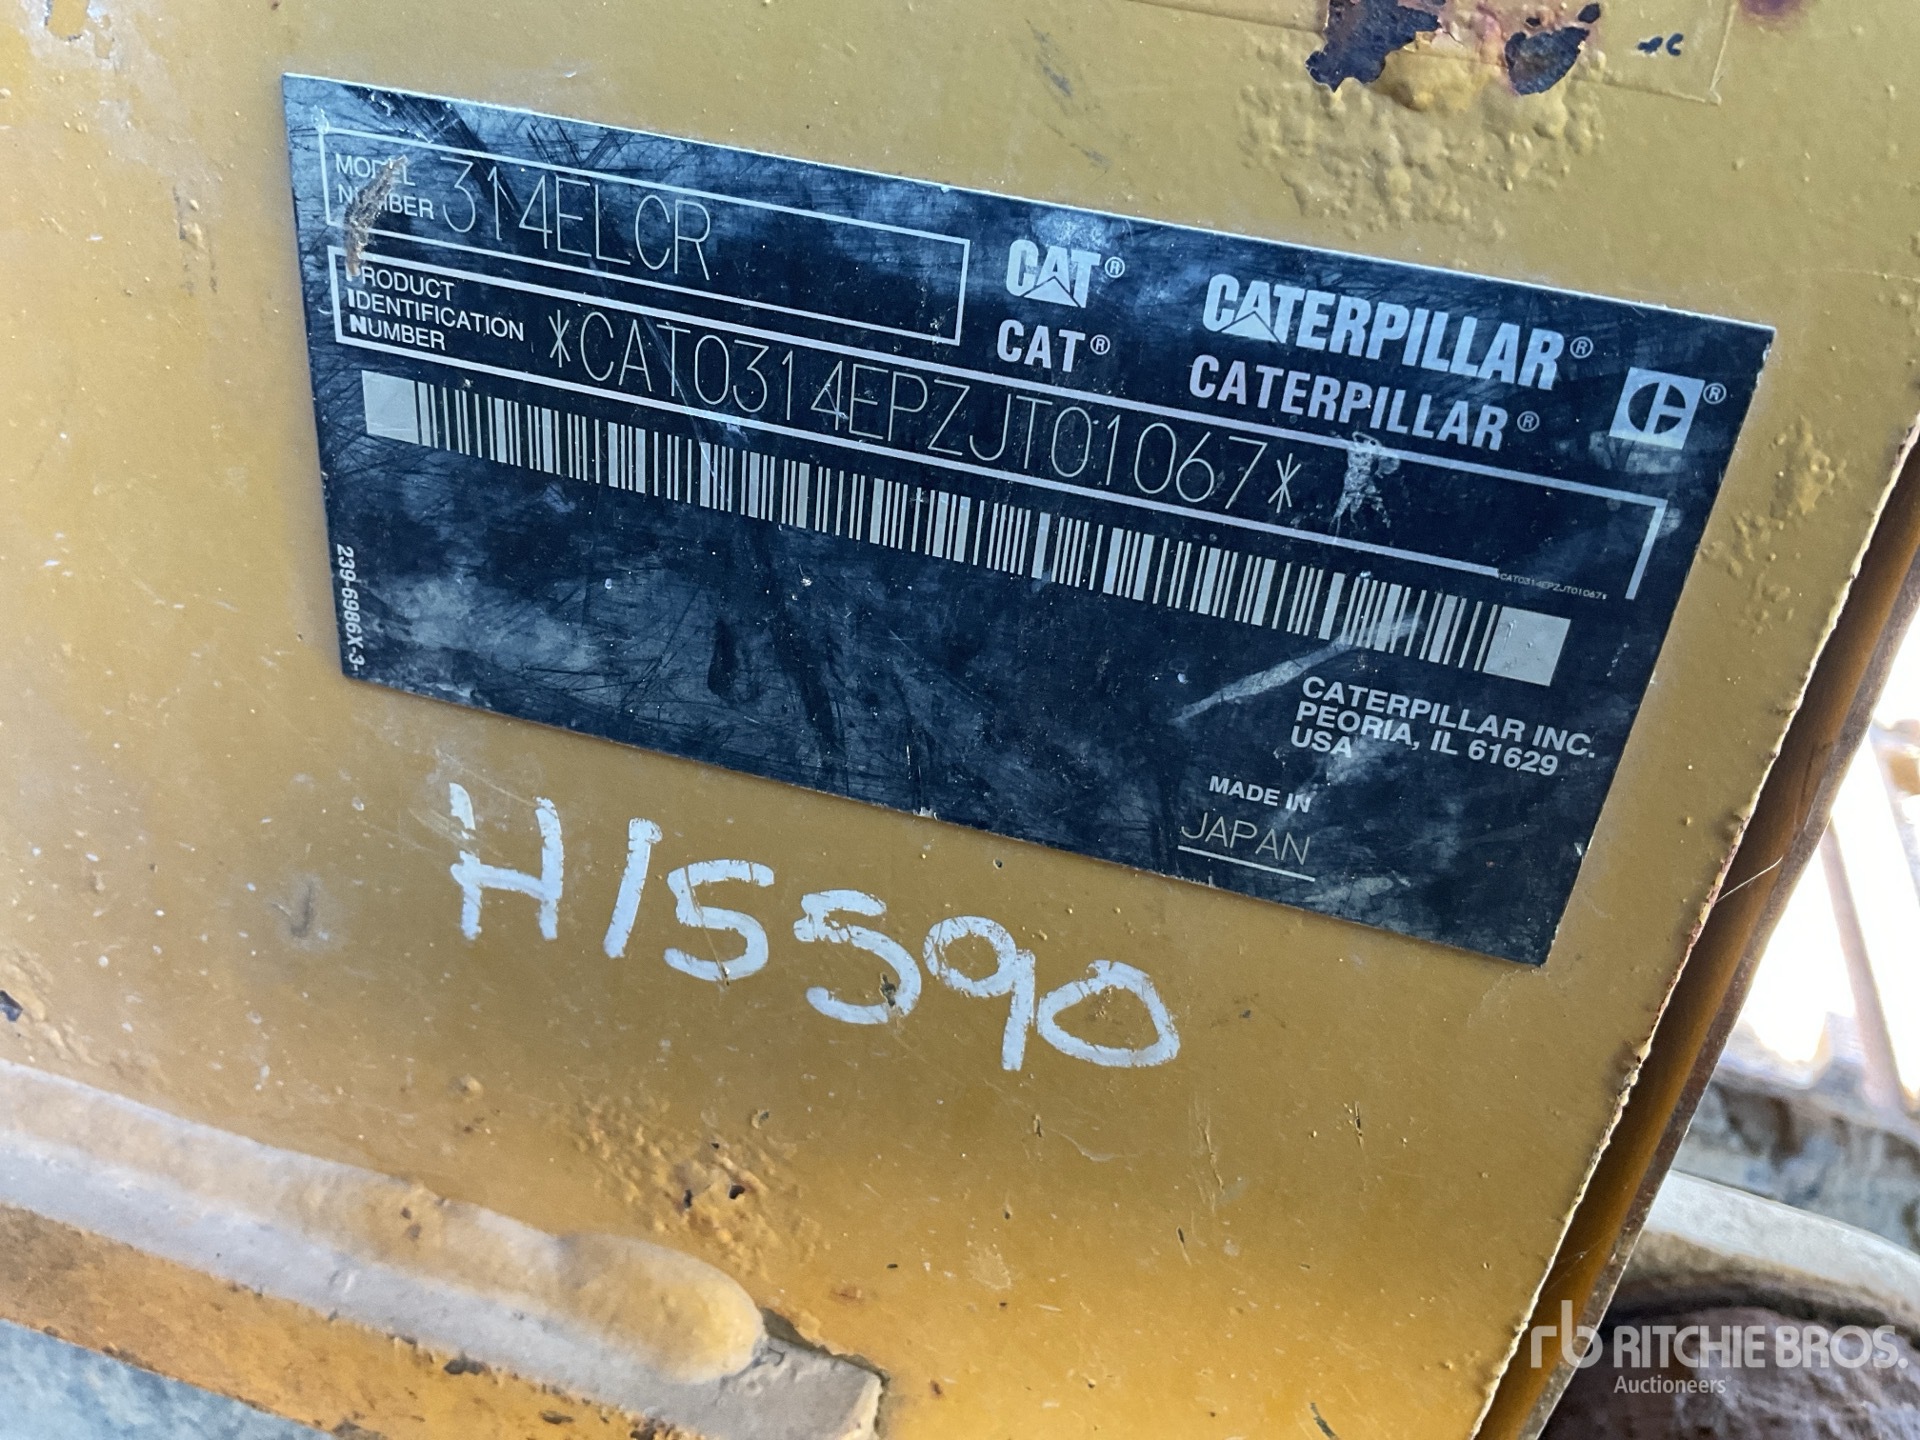 MODEL NUMBER 314ELCR
PRODUCT IDENTIFICATION NUMBER *CAT0314EPZJT01067*
CAT® CATERPILLAR®
CAT® CATERPILLAR®
®
*CAT0314EPZJT01067*
239-6986X-3-
CATERPILLAR INC.
PEORIA, IL 61629
USA
MADE IN
JAPAN
H15590
rb RITCHIE BROS.
Auctioneers